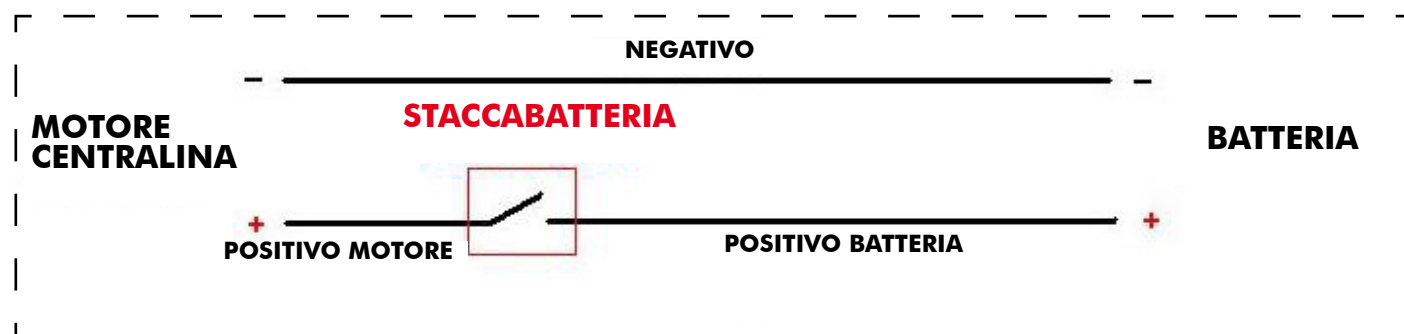 NEGATIVO
- -
STACCABATTERIA
MOTORE
CENTRALINA
BATTERIA
+ +
POSITIVO MOTORE
POSITIVO BATTERIA